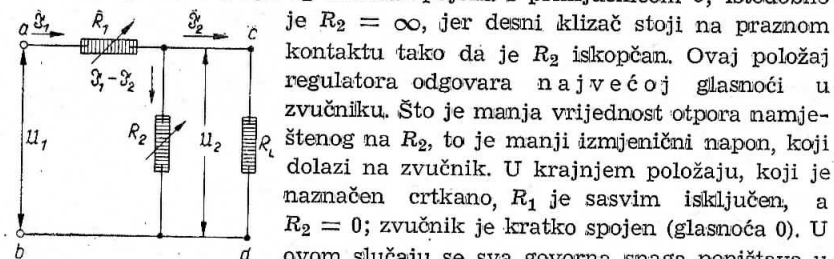 je R₂ = ∞, jer desni klizač stoji na praznom
kontaktu tako da je R₂ iskopčan. Ovaj položaj
regulatora odgovara najvećoj glasnoći u
zvučniku. Što je manja vrijednost otpora namje-
štenog na R₂, to je manji izmjenični napon, koji
dolazi na zvučnik. U krajnjem položaju, koji je
naznačen crtkano, R₁ je sasvim isključen, a
R₂ = 0; zvučnik je kratko spojen (glasnoća 0). U
ovom slučaju se sva govorna snaga poništava u
a
ℑ₁
R₁
ℑ₂
c
ℑ₁-ℑ₂
U₁
R₂
U₂
R
b
d